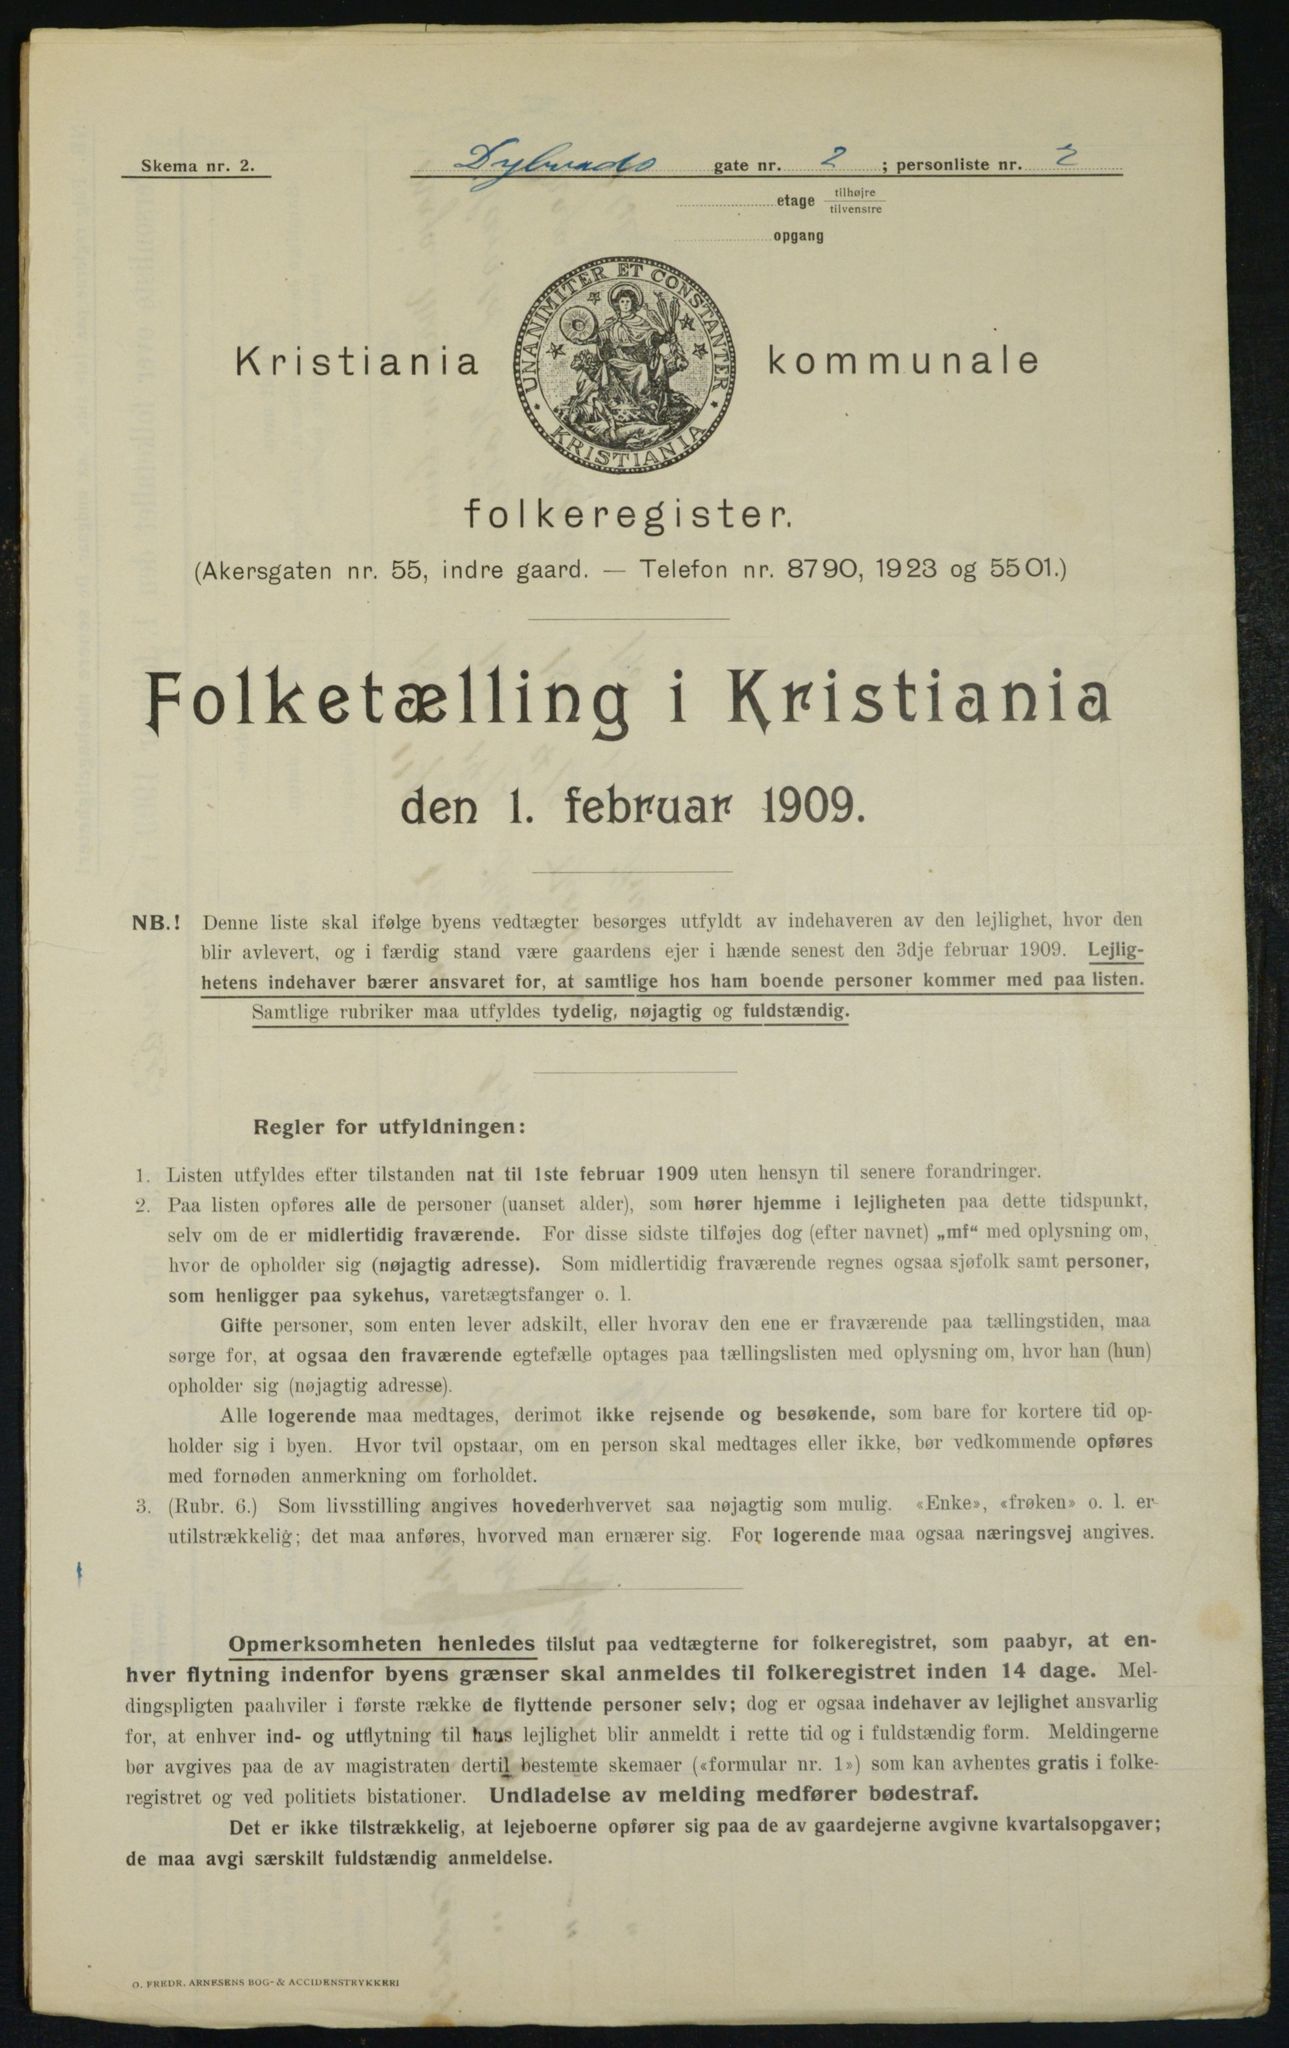 Skema nr. 2. Dybvads gate nr. 2 ; personliste nr. 2
etage tilhøjre
tilvenstre
opgang
UNANIMITER ET CONSTANTER
KRISTIANIA
Kristiania kommunale
folkeregister.
(Akersgaten nr. 55, indre gaard. — Telefon nr. 8790, 1923 og 5501.)
Folketælling i Kristiania
den 1. februar 1909.
NB.! Denne liste skal ifølge byens vedtægter besørges utfyldt av indehaveren av den lejlighet, hvor den
blir avlevert, og i færdig stand være gaardens ejer i hænde senest den 3dje februar 1909. Lejlig-
hetens indehaver bærer ansvaret for, at samtlige hos ham boende personer kommer med paa listen.
Samtlige rubriker maa utfyldes tydelig, nøjagtig og fuldstændig.
Regler for utfyldningen:
1. Listen utfyldes efter tilstanden nat til 1ste februar 1909 uten hensyn til senere forandringer.
2. Paa listen opføres alle de personer (uanset alder), som hører hjemme i lejligheten paa dette tidspunkt,
selv om de er midlertidig fraværende. For disse sidste tilføjes dog (efter navnet) „mf“ med oplysning om,
hvor de opholder sig (nøjagtig adresse). Som midlertidig fraværende regnes ogsaa sjøfolk samt personer,
som henligger paa sykehus, varetægtsfanger o. l.
Gifte personer, som enten lever adskilt, eller hvorav den ene er fraværende paa tællingstiden, maa
sørge for, at ogsaa den fraværende egtefælle optages paa tællingslisten med oplysning om, hvor han (hun)
opholder sig (nøjagtig adresse).
Alle logerende maa medtages, derimot ikke rejsende og besøkende, som bare for kortere tid op-
holder sig i byen. Hvor tvil opstaar, om en person skal medtages eller ikke, bør vedkommende opføres
med fornøden anmerkning om forholdet.
3. (Rubr. 6.) Som livsstilling angives hovederhvervet saa nøjagtig som mulig. «Enke», «frøken» o. l. er
utilstrækkelig; det maa anføres, hvorved man ernærer sig. For logerende maa ogsaa næringsvej angives.
Opmerksomheten henledes tilslut paa vedtægterne for folkeregistret, som paabyr, at en-
hver flytning indenfor byens grænser skal anmeldes til folkeregistret inden 14 dage. Mel-
dingspligten paahviler i første række de flyttende personer selv; dog er ogsaa indehaver av lejlighet ansvarlig
for, at enhver ind- og utflytning til hans lejlighet blir anmeldt i rette tid og i fuldstændig form. Meldingerne
bør avgives paa de av magistraten dertil bestemte skemaer («formular nr. 1») som kan avhentes gratis i folke-
registret og ved politiets bistationer. Undladelse av melding medfører bødestraf.
Det er ikke tilstrækkelig, at lejeboerne opfører sig paa de av gaardejerne avgivne kvartalsopgaver;
de maa avgi særskilt fuldstændig anmeldelse.
O. FREDR. ARNESENS BOG- & ACCIDENSTRYKKERI